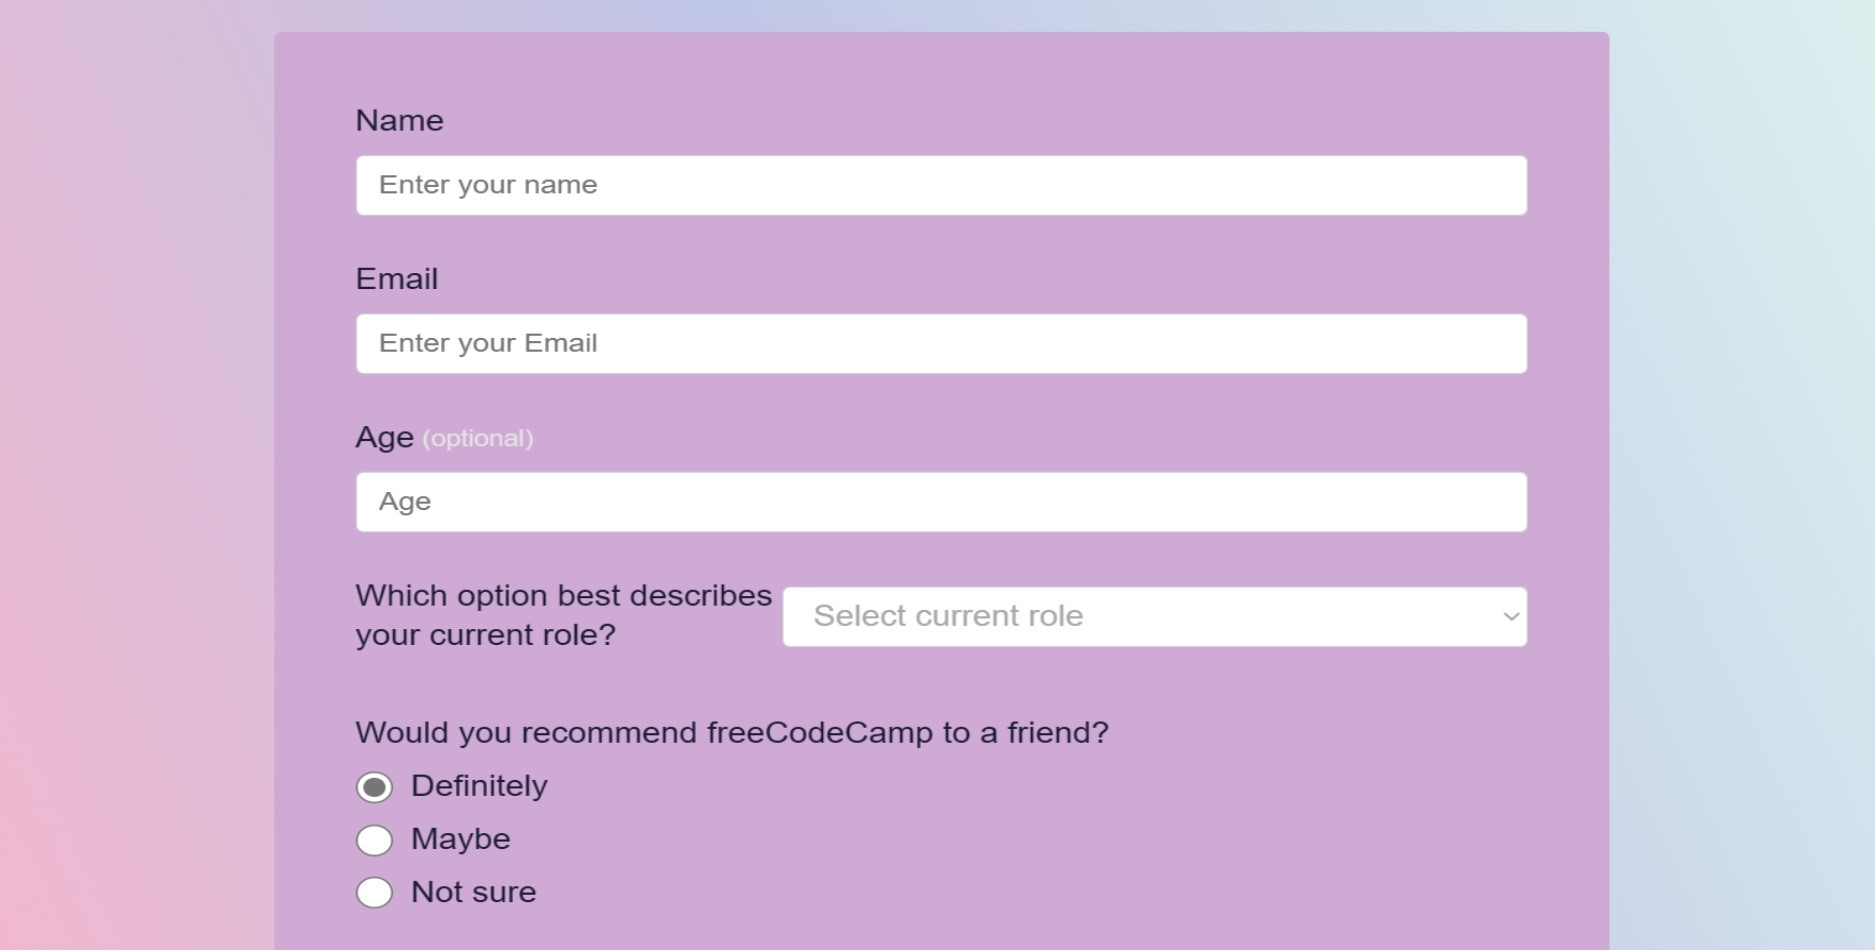 Name
Enter your name
Email
Enter your Email
Age (optional)
Age
Which option best describes
your current role?
Select current role
Would you recommend freeCodeCamp to a friend?
Definitely
Maybe
Not sure